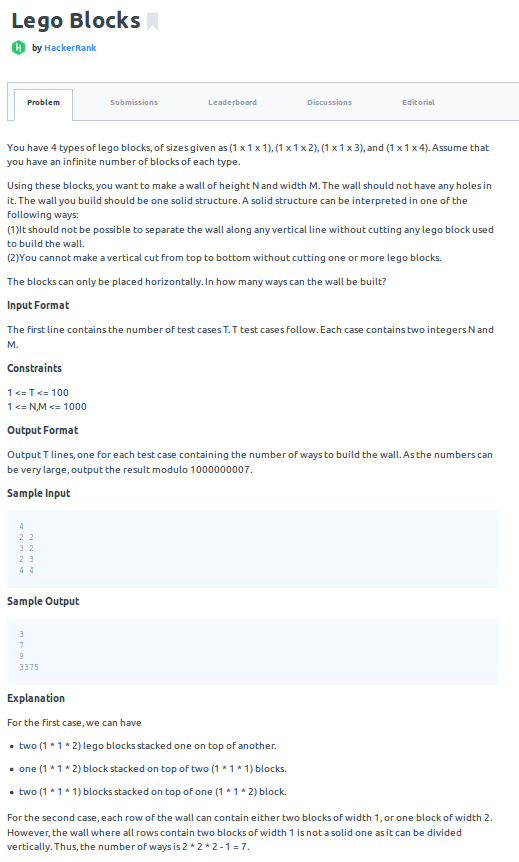 Lego Blocks
by HackerRank
Problem Submissions Leaderboard Discussions Editorial
You have 4 types of lego blocks, of sizes given as (1 x 1 x 1), (1 x 1 x 2), (1 x 1 x 3), and (1 x 1 x 4). Assume that
you have an infinite number of blocks of each type.
Using these blocks, you want to make a wall of height N and width M. The wall should not have any holes in
it. The wall you build should be one solid structure. A solid structure can be interpreted in one of the
following ways:
(1)It should not be possible to separate the wall along any vertical line without cutting any lego block used
to build the wall.
(2)You cannot make a vertical cut from top to bottom without cutting one or more lego blocks.
The blocks can only be placed horizontally. In how many ways can the wall be built?
Input Format
The first line contains the number of test cases T. T test cases follow. Each case contains two integers N and
M.
Constraints
1 <= T <= 100
1 <= N,M <= 1000
Output Format
Output T lines, one for each test case containing the number of ways to build the wall. As the numbers can
be very large, output the result modulo 1000000007.
Sample Input
4
2 2
3 2
2 3
4 4
Sample Output
3
7
9
3375
Explanation
For the first case, we can have
• two (1 * 1 * 2) lego blocks stacked one on top of another.
• one (1 * 1 * 2) block stacked on top of two (1 * 1 * 1) blocks.
• two (1 * 1 * 1) blocks stacked on top of one (1 * 1 * 2) block.
For the second case, each row of the wall can contain either two blocks of width 1, or one block of width 2.
However, the wall where all rows contain two blocks of width 1 is not a solid one as it can be divided
vertically. Thus, the number of ways is 2 * 2 * 2 - 1 = 7.